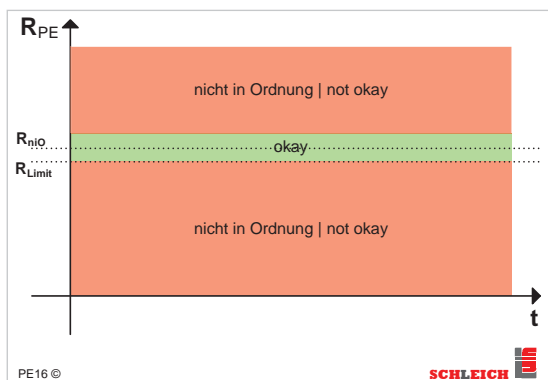 RPE
nicht in Ordnung | not okay
RniO
okay
RLimit
nicht in Ordnung | not okay
t
PE16 ©
SCHLEICH